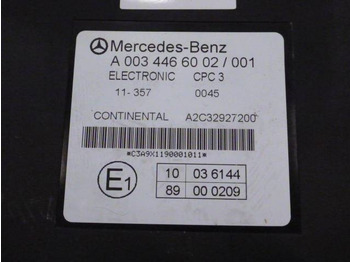 Mercedes-Benz
A 003 446 60 02 / 001
ELECTRONIC CPC 3
11- 357 0045
CONTINENTAL A2C32927200
*C3A9X1190001011*
E1
10 03 6144
89 00 0209